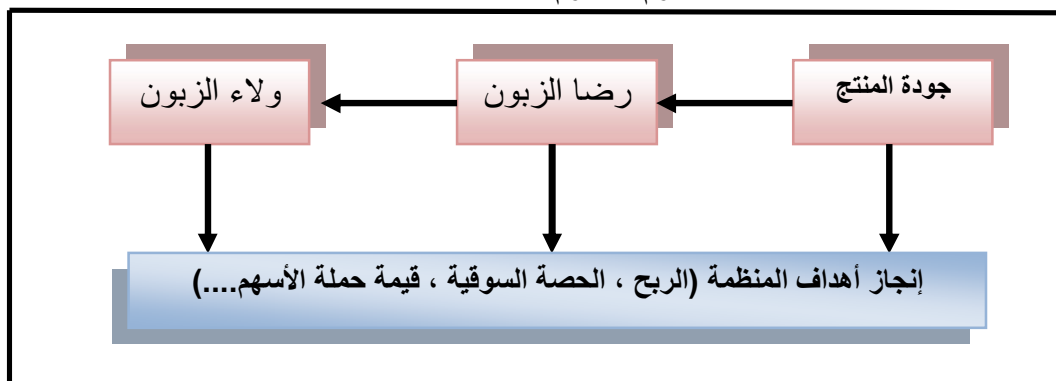 جودة المنتج
رضا الزبون
ولاء الزبون
إنجاز أهداف المنظمة (الربح ، الحصة السوقية ، قيمة حملة الأسهم....)